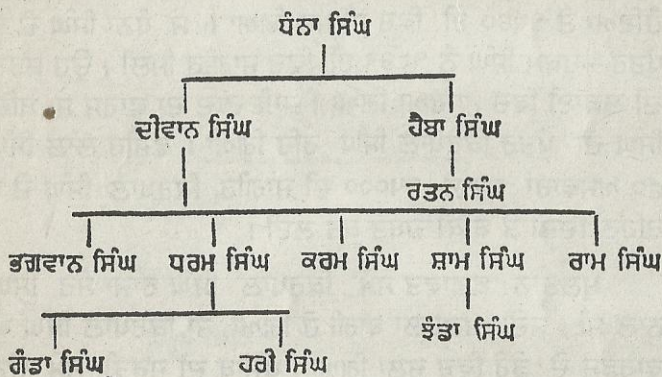 ਧੰਨਾ ਸਿੰਘ
ਦੀਵਾਨ ਸਿੰਘ ਹੈਬਾ ਸਿੰਘ
ਰਤਨ ਸਿੰਘ
ਭਗਵਾਨ ਸਿੰਘ ਧਰਮ ਸਿੰਘ ਕਰਮ ਸਿੰਘ ਸ਼ਾਮ ਸਿੰਘ ਰਾਮ ਸਿੰਘ
ਝੰਡਾ ਸਿੰਘ
ਗੰਡਾ ਸਿੰਘ ਹਰੀ ਸਿੰਘ